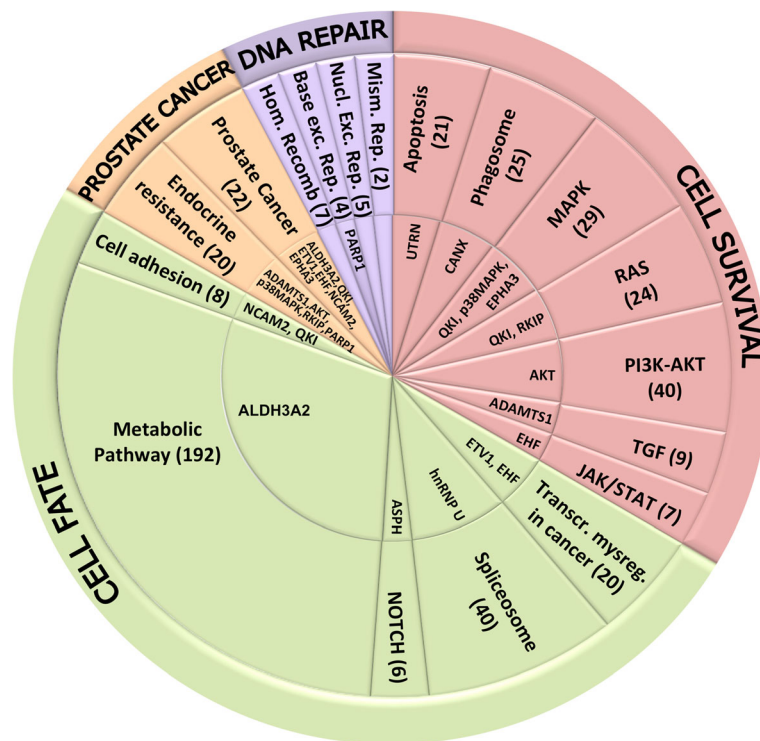 DNA REPAIR
Hom. Recomb (7)
Base exc. Rep. (4)
Nucl. Exc. Rep. (5)
Mism. Rep. (2)
PARP1
CELL SURVIVAL
Apoptosis
(21)
UTRN
Phagosome
(25)
CANX
MAPK
(29)
QKI, p38MAPK,
EPHA3
RAS
(24)
QKI, RKIP
PI3K-AKT
(40)
AKT
TGF (9)
ADAMTS1
JAK/STAT (7)
EHF
CELL FATE
Transcr. mysreg.
in cancer (20)
ETV1, EHF
Spliceosome
(40)
hnRNP U
NOTCH (6)
ASPH
Metabolic
Pathway (192)
ALDH3A2
Cell adhesion (8)
NCAM2, QKI
PROSTATE CANCER
Endocrine
resistance (20)
ADAMTS1,AKT,
p38MAPK,RKIP,PARP1
Prostate Cancer
(22)
ALDH3A2,QKI
ETV1,EHF,NCAM2,
EPHA3